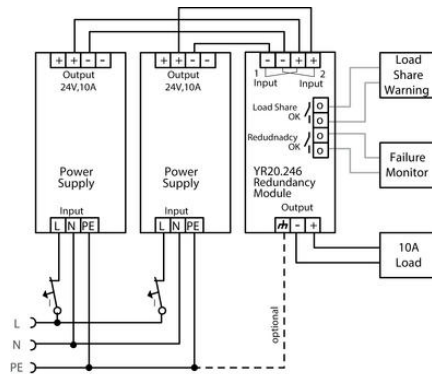 + + - -
+ + - -
- - + +
Output
24V,10A
Output
24V,10A
1
2
Input
Input
Load Share
OK
Redudnadcy
OK
Load
Share
Warning
Failure
Monitor
Power
Supply
Power
Supply
YR20.246
Redundancy
Module
Input
L N PE
Input
L N PE
Output
- +
10A
Load
L
N
PE
optional